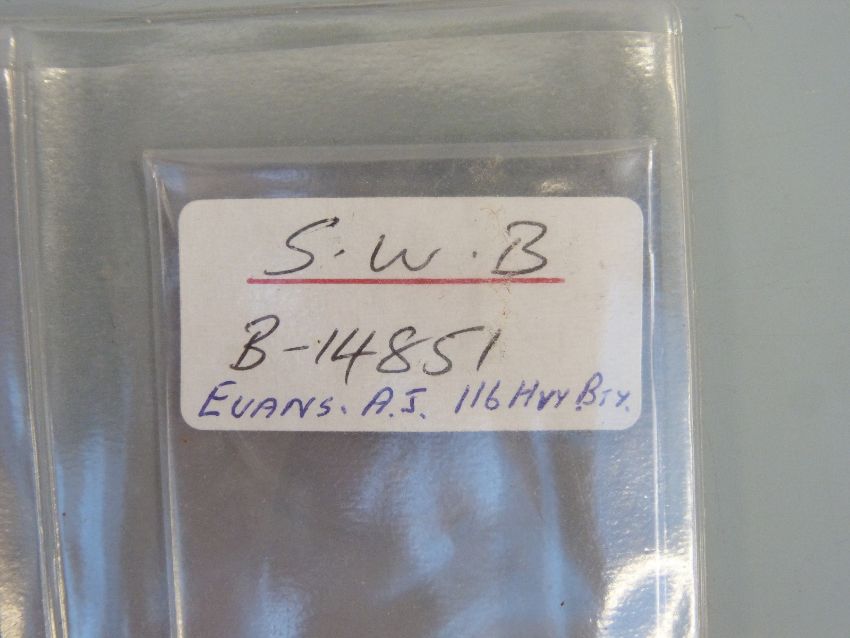 S.W.B
B-14851
EVANS. A.J. 116 HVY BTY.